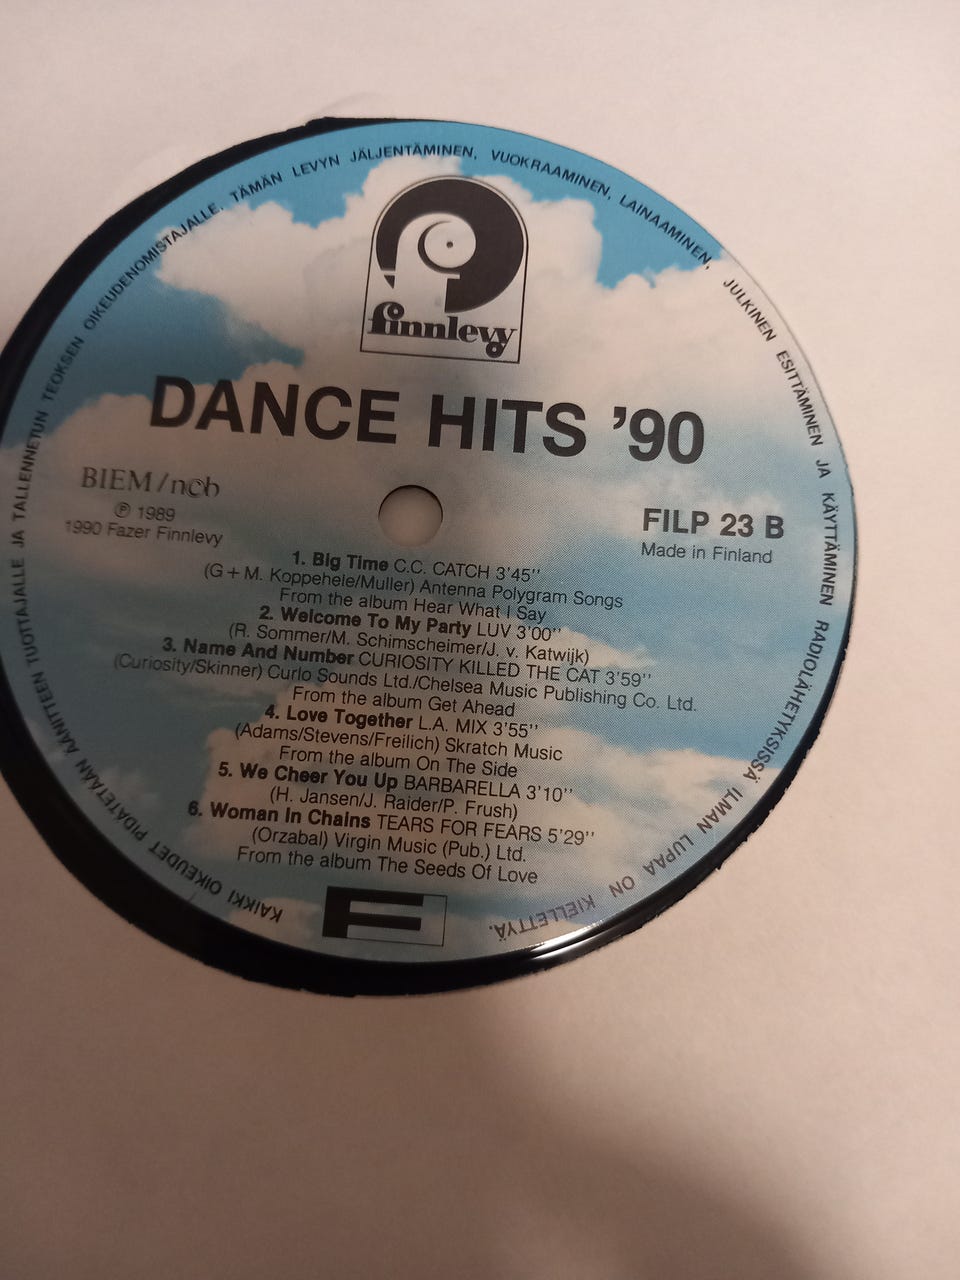 KAIKKI OIKEUDET PIDÄTETÄÄN ÄÄNITTEEN TUOTTAJALLE JA TALLENNETUN TEOKSEN OIKEUDENOMISTAJALLE. TÄMÄN LEVYN JÄLJENTÄMINEN, VUOKRAAMINEN, LAINAAMINEN, JULKINEN ESITTÄMINEN JA KÄYTTÄMINEN RADIOLÄHETYKSISSÄ ILMAN LUPAA ON KIELLETTYÄ.
finnlevy
DANCE HITS '90
BIEM/ncb
℗ 1989
1990 Fazer Finnlevy
FILP 23 B
Made in Finland
1. Big Time C.C. CATCH 3'45''
(G + M. Koppehele/Muller) Antenna Polygram Songs
From the album Hear What I Say
2. Welcome To My Party LUV 3'00''
(R. Sommer/M. Schimscheimer/J. v. Katwijk)
3. Name And Number CURIOSITY KILLED THE CAT 3'59''
(Curiosity/Skinner) Curlo Sounds Ltd./Chelsea Music Publishing Co. Ltd.
From the album Get Ahead
4. Love Together L.A. MIX 3'55''
(Adams/Stevens/Freilich) Skratch Music
From the album On The Side
5. We Cheer You Up BARBARELLA 3'10''
(H. Jansen/J. Raider/P. Frush)
6. Woman In Chains TEARS FOR FEARS 5'29''
(Orzabal) Virgin Music (Pub.) Ltd.
From the album The Seeds Of Love
F